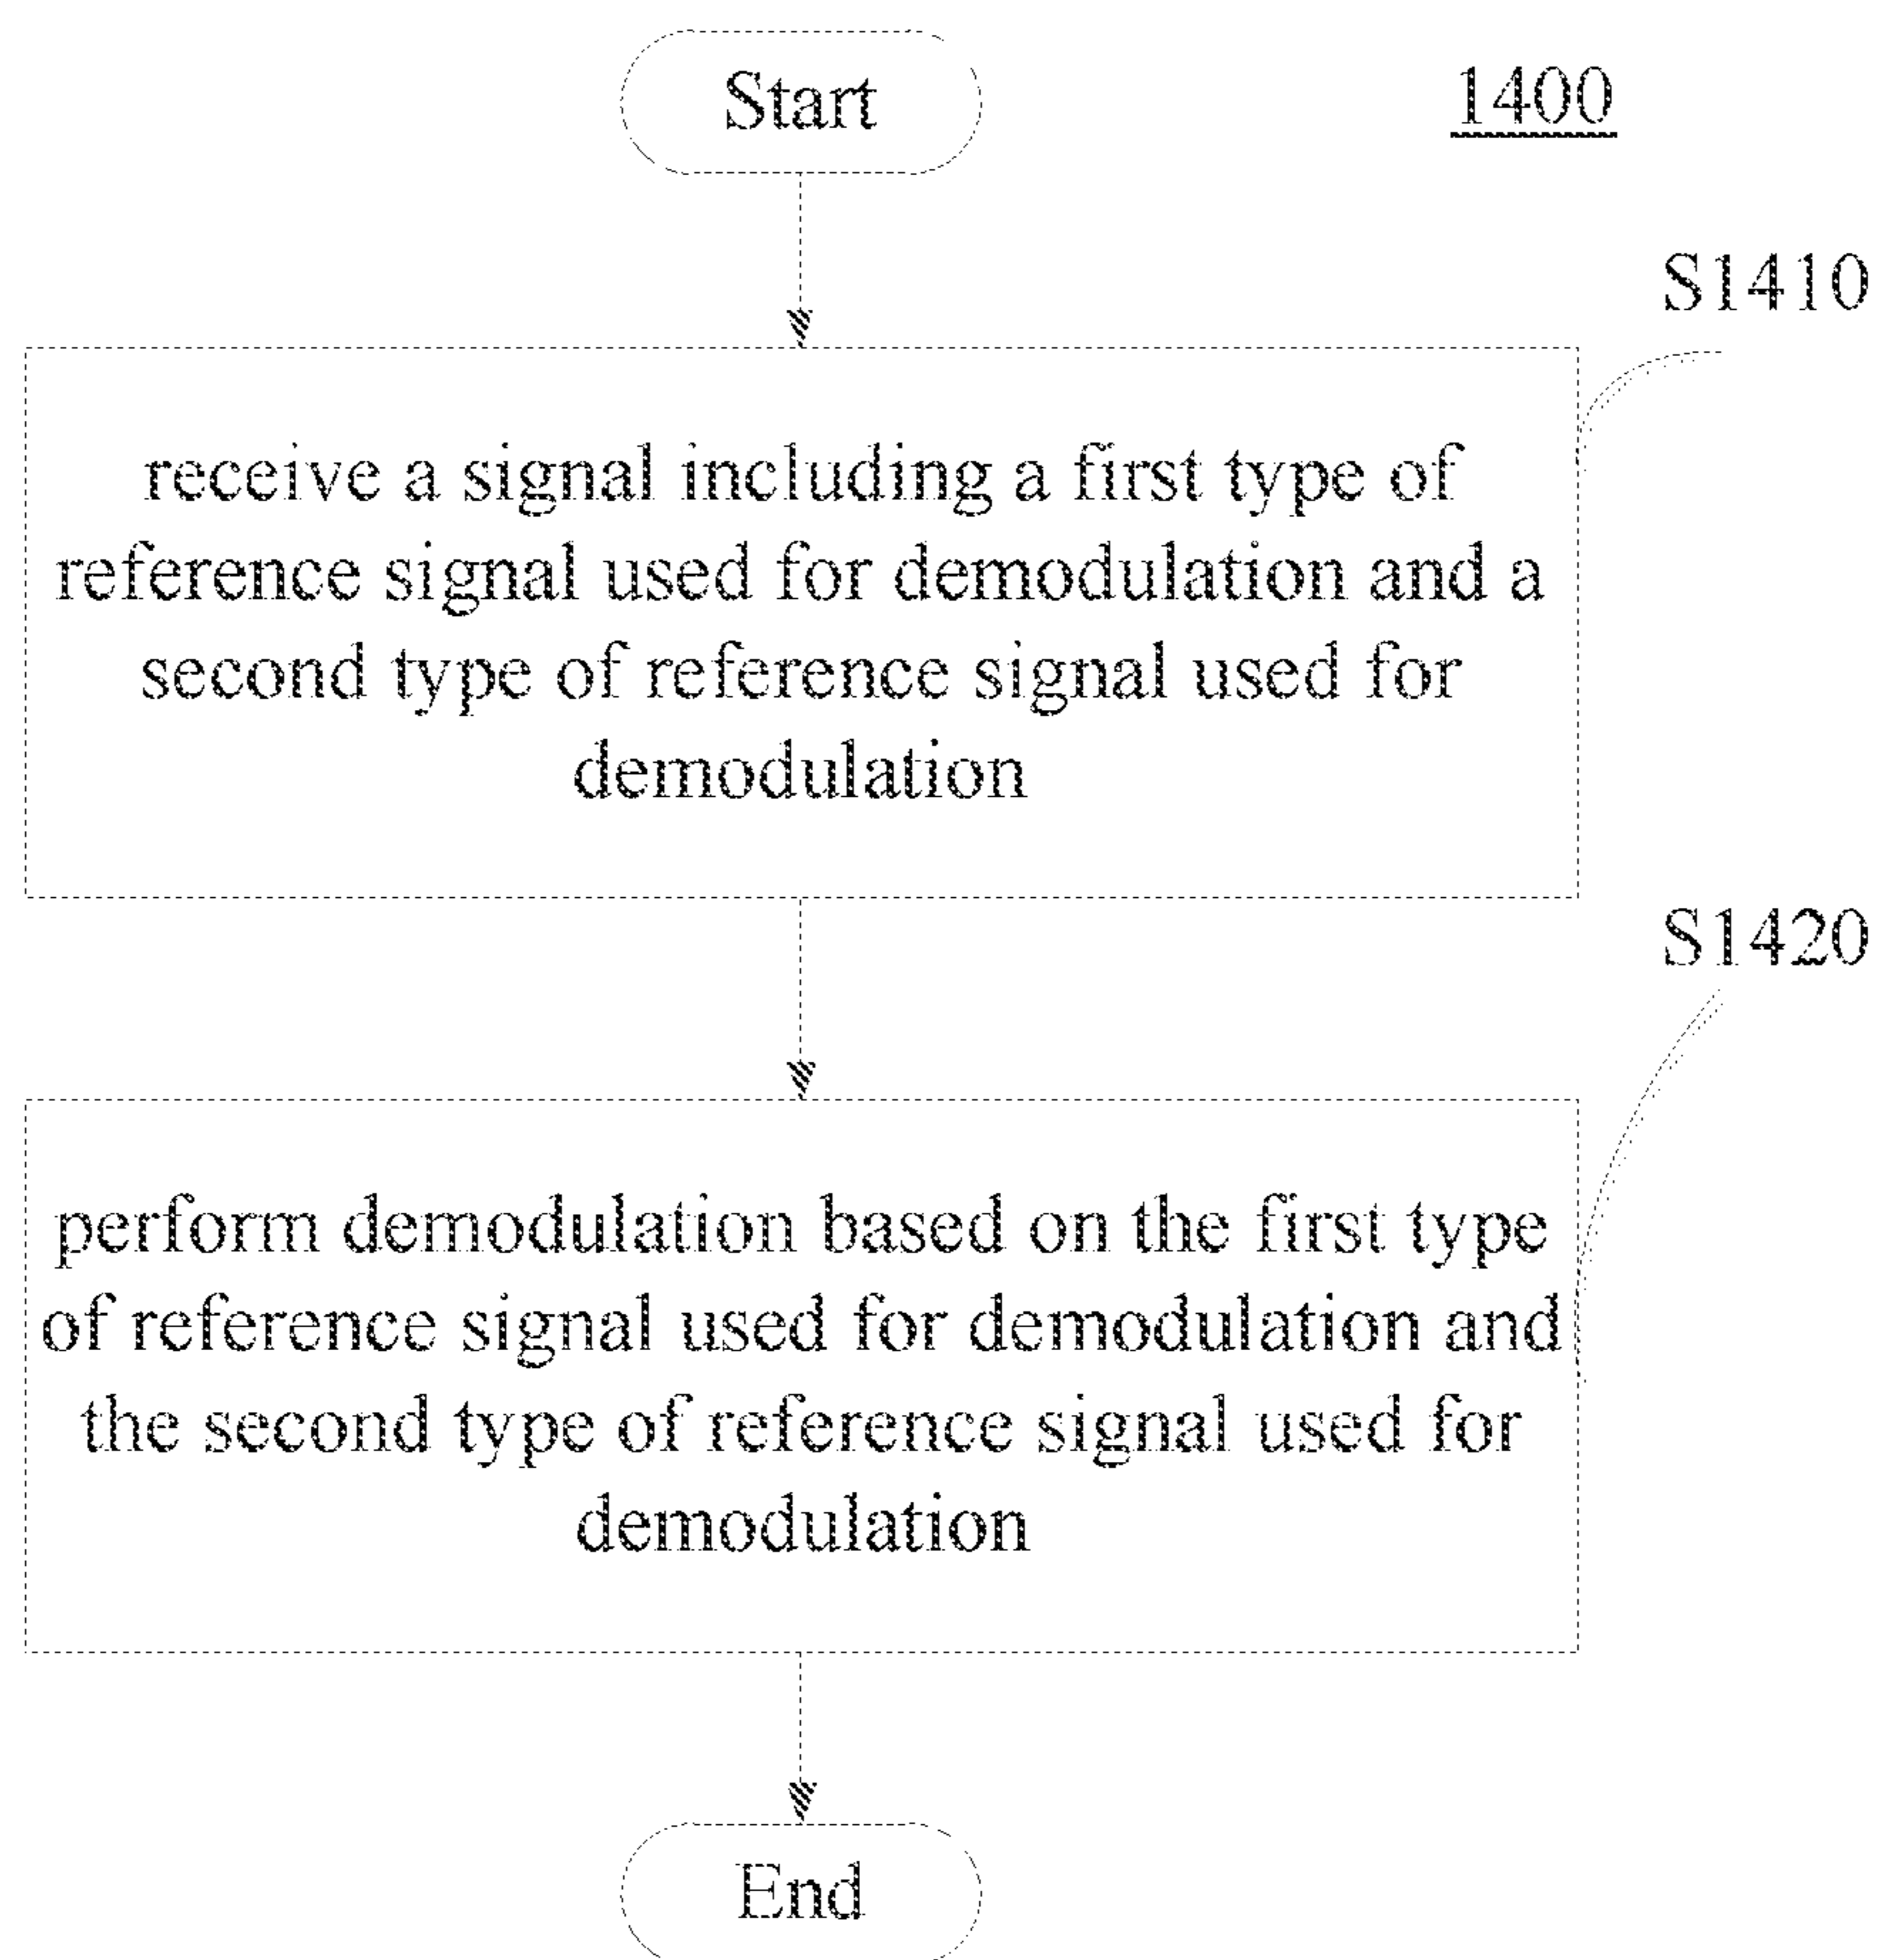 Start
1400
S1410
receive a signal including a first type of
reference signal used for demodulation and a
second type of reference signal used for
demodulation
S1420
perform demodulation based on the first type
of reference signal used for demodulation and
the second type of reference signal used for
demodulation
End